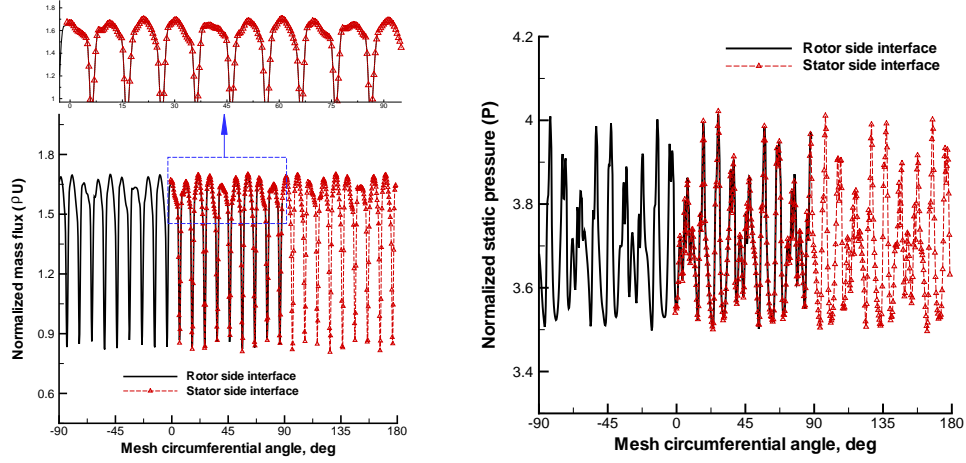 1.6
1.4
1.2
1
0 15 30 45 60 75 90
Normalized mass flux (ρU)
1.8
1.5
1.2
0.9
0.6
Rotor side interface
Stator side interface
-90 -45 0 45 90 135 180
Mesh circumferential angle, deg
Normalized static pressure (P)
4.2
4
3.8
3.6
3.4
Rotor side interface
Stator side interface
-90 -45 0 45 90 135 180
Mesh circumferential angle, deg